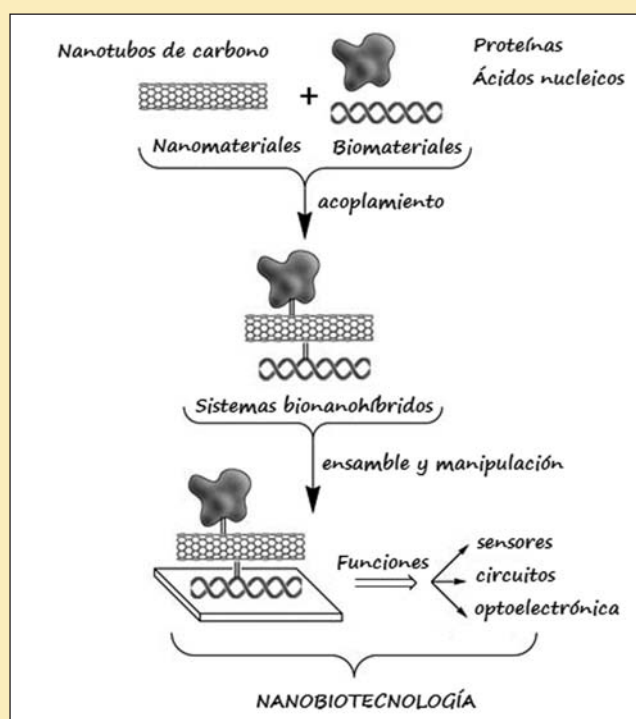 Nanotubos de carbono
Proteínas
Ácidos nucleicos
+
Nanomateriales
Biomateriales
acoplamiento
Sistemas bionanohíbridos
ensamble y manipulación
Funciones
sensores
circuitos
optoelectrónica
NANOBIOTECNOLOGÍA